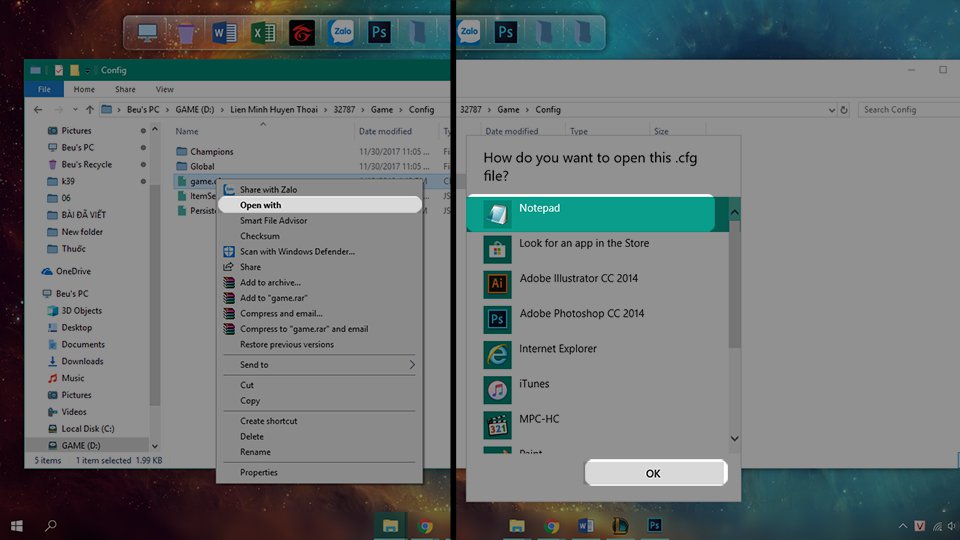 Zalo
Zalo
Config
File
Home
Share
View
Beu's PC
GAME (D:)
Lien Minh Huyen Thoai
32787
Game
Config
Pictures
Beu's PC
Beu's Recycle
k39
06
BÀI ĐÃ VIẾT
New folder
Thuốc
OneDrive
Beu's PC
3D Objects
Desktop
Documents
Downloads
Music
Pictures
Videos
Local Disk (C:)
GAME (D:)
Name
Date modified
Champions
11/30/2017 11:05 ...
Global
11/30/2017 11:05 ...
Share with Zalo
Open with
Smart File Advisor
Checksum
Scan with Windows Defender...
Share
Add to archive...
Add to "game.rar"
Compress and email...
Compress to "game.rar" and email
Restore previous versions
Send to
Cut
Copy
Create shortcut
Delete
Rename
Properties
5 items
1 item selected
1.99 KB
32787
Game
Config
Search Config
Date modified
Type
Size
How do you want to open this .cfg
file?
Notepad
Look for an app in the Store
Adobe Illustrator CC 2014
Adobe Photoshop CC 2014
Internet Explorer
iTunes
MPC-HC
OK